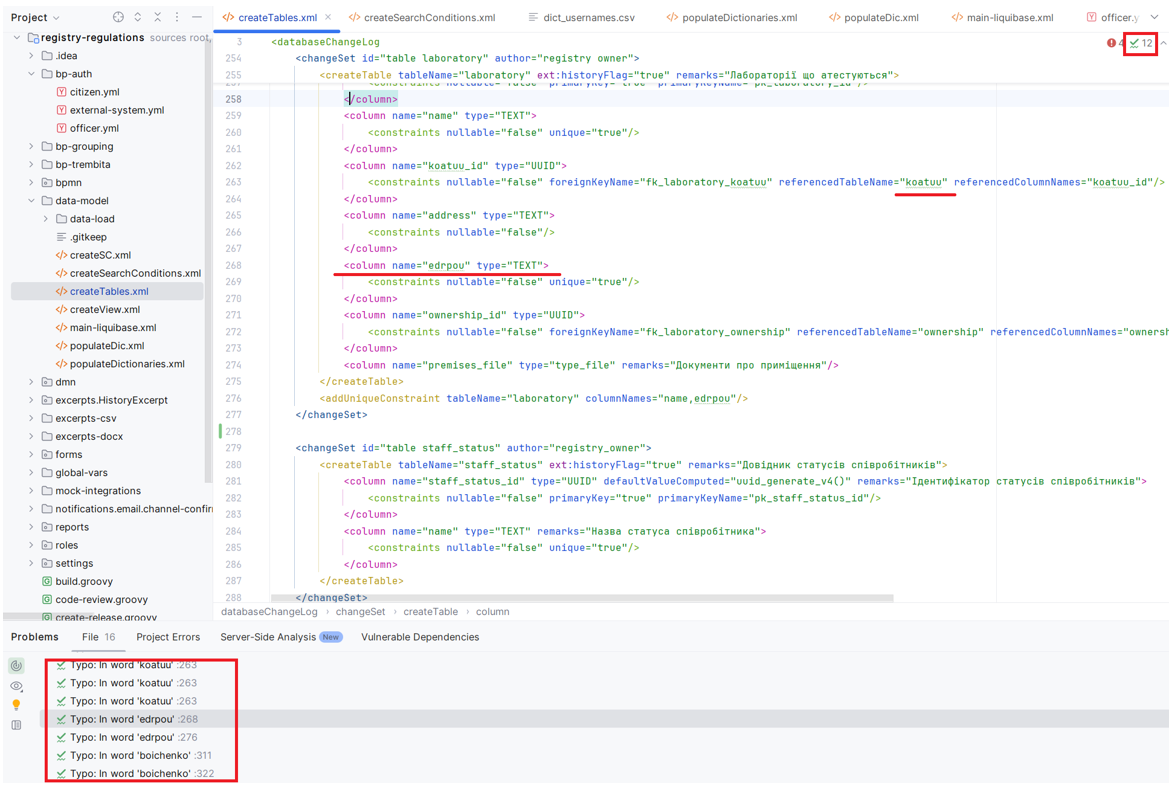 Project
createTables.xml
createSearchConditions.xml
dict_usernames.csv
populateDictionaries.xml
populateDic.xml
main-liquibase.xml
officer.y
registry-regulations sources root,
.idea
bp-auth
citizen.yml
external-system.yml
officer.yml
bp-grouping
bp-trembita
bpmn
data-model
data-load
.gitkeep
createSC.xml
createSearchConditions.xml
createTables.xml
createView.xml
main-liquibase.xml
populateDic.xml
populateDictionaries.xml
dmn
excerpts.HistoryExcerpt
excerpts-csv
excerpts-docx
forms
global-vars
mock-integrations
notifications.email.channel-confirm
reports
roles
settings
build.groovy
code-review.groovy
create-release.groovy
4 12
3 <databaseChangeLog
254 <changeSet id="table laboratory" author="registry owner">
255 <createTable tableName="laboratory" ext:historyFlag="true" remarks="Лабораторії що атестуються">
257 <constraints nullable="false" primaryKey="true" primaryKeyName="pk_laboratory_id"/>
258 </column>
259 <column name="name" type="TEXT">
260 <constraints nullable="false" unique="true"/>
261 </column>
262 <column name="koatuu_id" type="UUID">
263 <constraints nullable="false" foreignKeyName="fk_laboratory_koatuu" referencedTableName="koatuu" referencedColumnNames="koatuu_id"/>
264 </column>
265 <column name="address" type="TEXT">
266 <constraints nullable="false"/>
267 </column>
268 <column name="edrpou" type="TEXT">
269 <constraints nullable="false" unique="true"/>
270 </column>
271 <column name="ownership_id" type="UUID">
272 <constraints nullable="false" foreignKeyName="fk_laboratory_ownership" referencedTableName="ownership" referencedColumnNames="ownersh
273 </column>
274 <column name="premises_file" type="type_file" remarks="Документи про приміщення"/>
275 </createTable>
276 <addUniqueConstraint tableName="laboratory" columnNames="name,edrpou"/>
277 </changeSet>
278
279 <changeSet id="table staff_status" author="registry_owner">
280 <createTable tableName="staff_status" ext:historyFlag="true" remarks="Довідник статусів співробітників">
281 <column name="staff_status_id" type="UUID" defaultValueComputed="uuid_generate_v4()" remarks="Ідентифікатор статусів співробітників">
282 <constraints nullable="false" primaryKey="true" primaryKeyName="pk_staff_status_id"/>
283 </column>
284 <column name="name" type="TEXT" remarks="Назва статуса співробітника">
285 <constraints nullable="false" unique="true"/>
286 </column>
287 </createTable>
288 </changeSet>
databaseChangeLog › changeSet › createTable › column
Problems File 16 Project Errors Server-Side Analysis New Vulnerable Dependencies
Typo: In word 'koatuu' :263
Typo: In word 'koatuu' :263
Typo: In word 'koatuu' :263
Typo: In word 'edrpou' :268
Typo: In word 'edrpou' :276
Typo: In word 'boichenko' :311
Typo: In word 'boichenko' :322